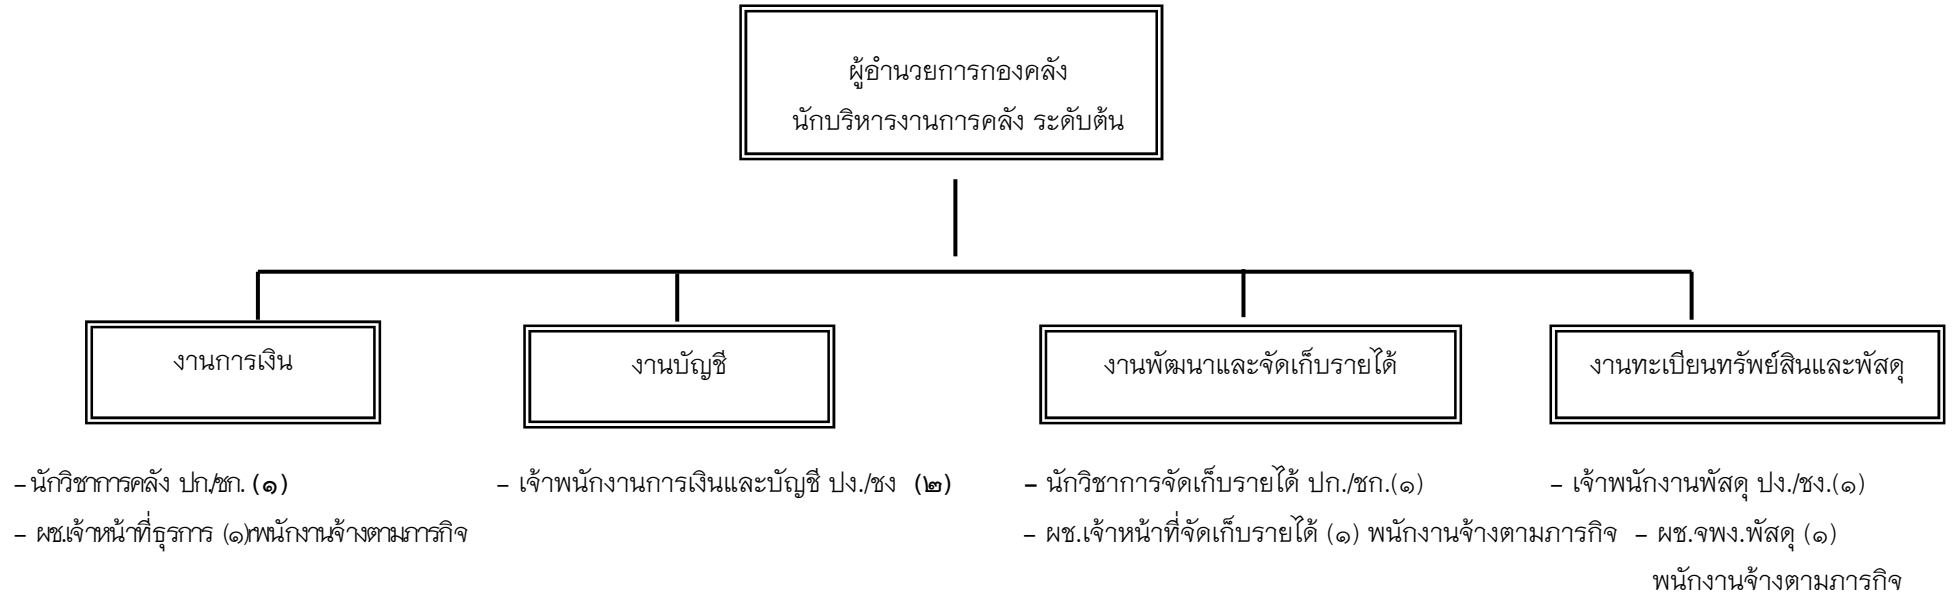 ผู้อำนวยการกองคลัง
นักบริหารงานการคลัง ระดับต้น
งานการเงิน
งานบัญชี
งานพัฒนาและจัดเก็บรายได้
งานทะเบียนทรัพย์สินและพัสดุ
– นักวิชาการคลัง ปก./ชก. (๑)
– ผช.เจ้าหน้าที่ธุรการ (๑) พนักงานจ้างตามภารกิจ
– เจ้าพนักงานการเงินและบัญชี ปง./ชง (๒)
– นักวิชาการจัดเก็บรายได้ ปก./ชก.(๑)
– ผช.เจ้าหน้าที่จัดเก็บรายได้ (๑) พนักงานจ้างตามภารกิจ
– เจ้าพนักงานพัสดุ ปง./ชง.(๑)
– ผช.จพง.พัสดุ (๑)
พนักงานจ้างตามภารกิจ